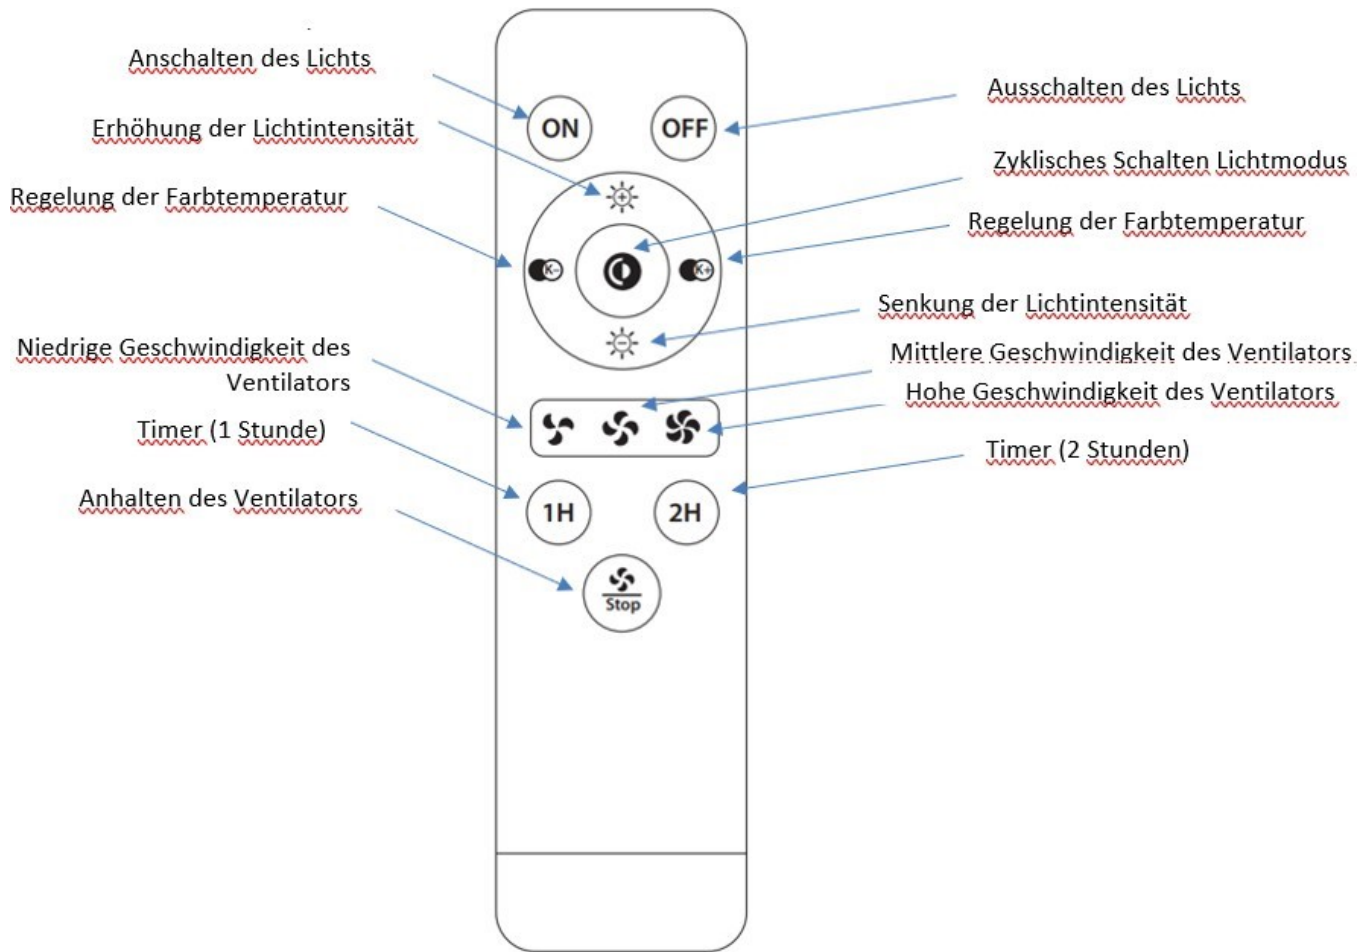 Anschalten des Lichts
Ausschalten des Lichts
ON
OFF
Erhöhung der Lichtintensität
Zyklisches Schalten Lichtmodus
Regelung der Farbtemperatur
Regelung der Farbtemperatur
K-
K+
Senkung der Lichtintensität
Niedrige Geschwindigkeit des
Ventilators
Mittlere Geschwindigkeit des Ventilators
Hohe Geschwindigkeit des Ventilators
Timer (1 Stunde)
Timer (2 Stunden)
Anhalten des Ventilators
1H
2H
Stop